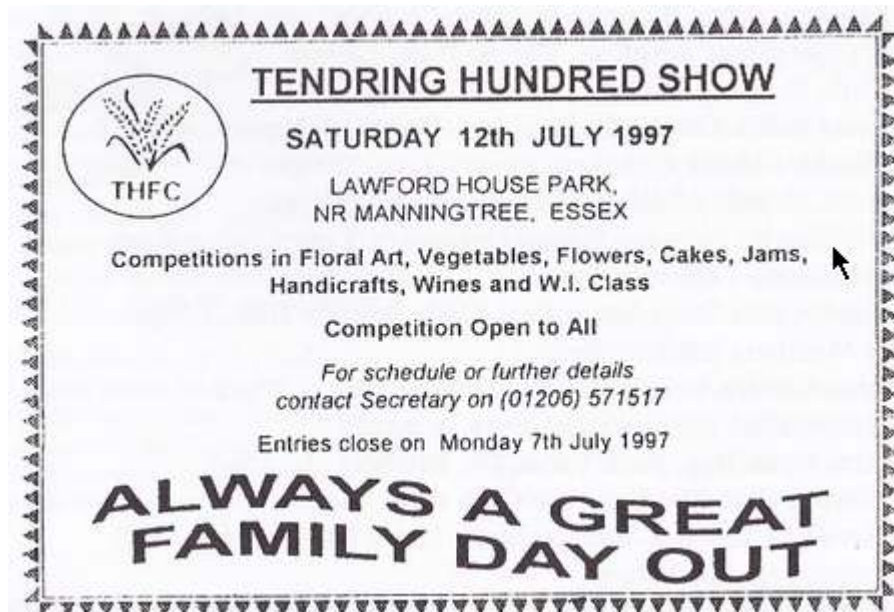 TENDRING HUNDRED SHOW
SATURDAY 12th JULY 1997
THFC
LAWFORD HOUSE PARK,
NR MANNINGTREE, ESSEX
Competitions in Floral Art, Vegetables, Flowers, Cakes, Jams,
Handicrafts, Wines and W.I. Class
Competition Open to All
For schedule or further details
contact Secretary on (01206) 571517
Entries close on Monday 7th July 1997
ALWAYS A GREAT
FAMILY DAY OUT